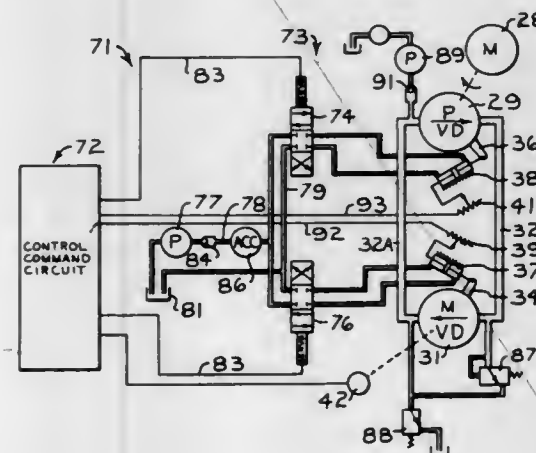 28
71
83
73
M
P
89
91
72
74
P
VD
29
36
79
38
77
78
93
41
CONTROL
COMMAND
CIRCUIT
P
84
ACC
92
39
32
86
32A
37
81
34
76
M
VD
87
83
31
42
88